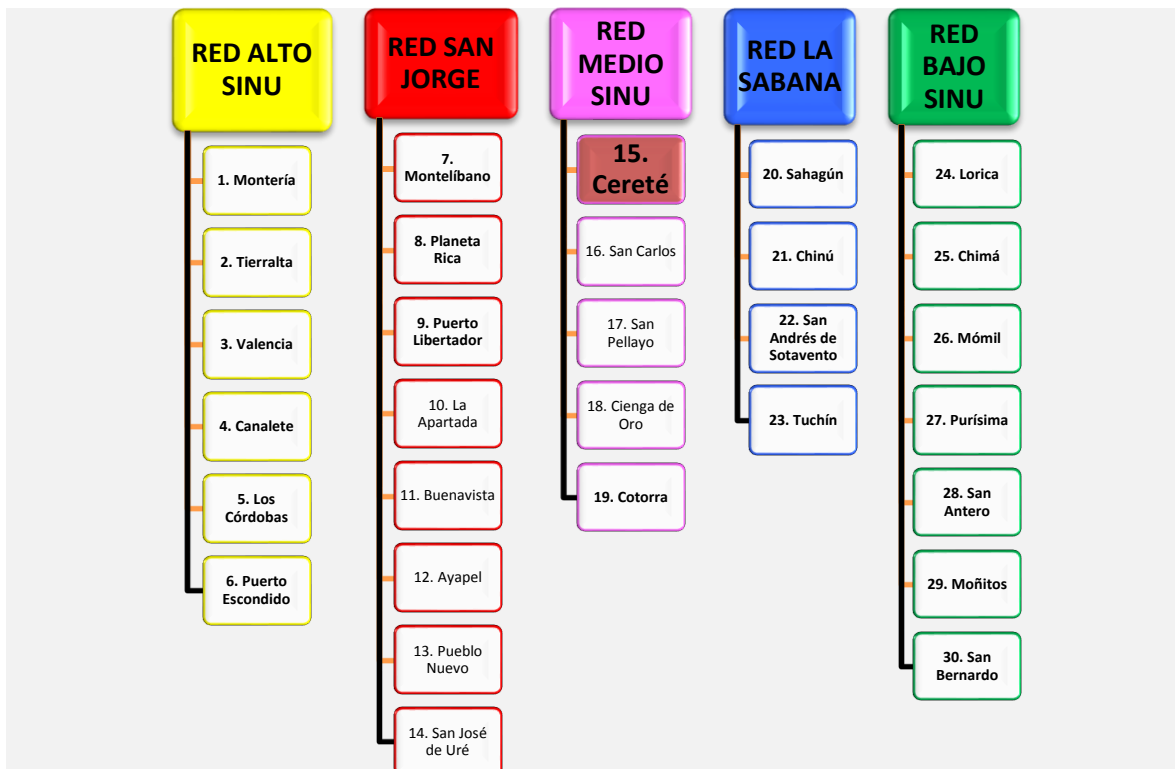 RED ALTO
SINU
1. Montería
2. Tierralta
3. Valencia
4. Canalete
5. Los
Córdobas
6. Puerto
Escondido
RED SAN
JORGE
7.
Montelíbano
8. Planeta
Rica
9. Puerto
Libertador
10. La
Apartada
11. Buenavista
12. Ayapel
13. Pueblo
Nuevo
14. San José
de Uré
RED
MEDIO
SINU
15.
Cereté
16. San Carlos
17. San
Pellayo
18. Cienga de
Oro
19. Cotorra
RED LA
SABANA
20. Sahagún
21. Chinú
22. San
Andrés de
Sotavento
23. Tuchín
RED
BAJO
SINU
24. Lorica
25. Chimá
26. Mómil
27. Purísima
28. San
Antero
29. Moñitos
30. San
Bernardo